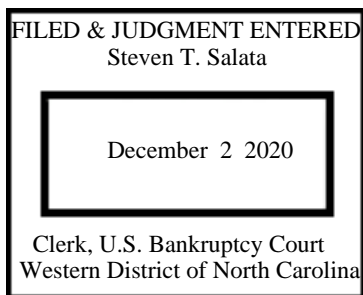 FILED & JUDGMENT ENTERED
Steven T. Salata
December 2 2020
Clerk, U.S. Bankruptcy Court
Western District of North Carolina